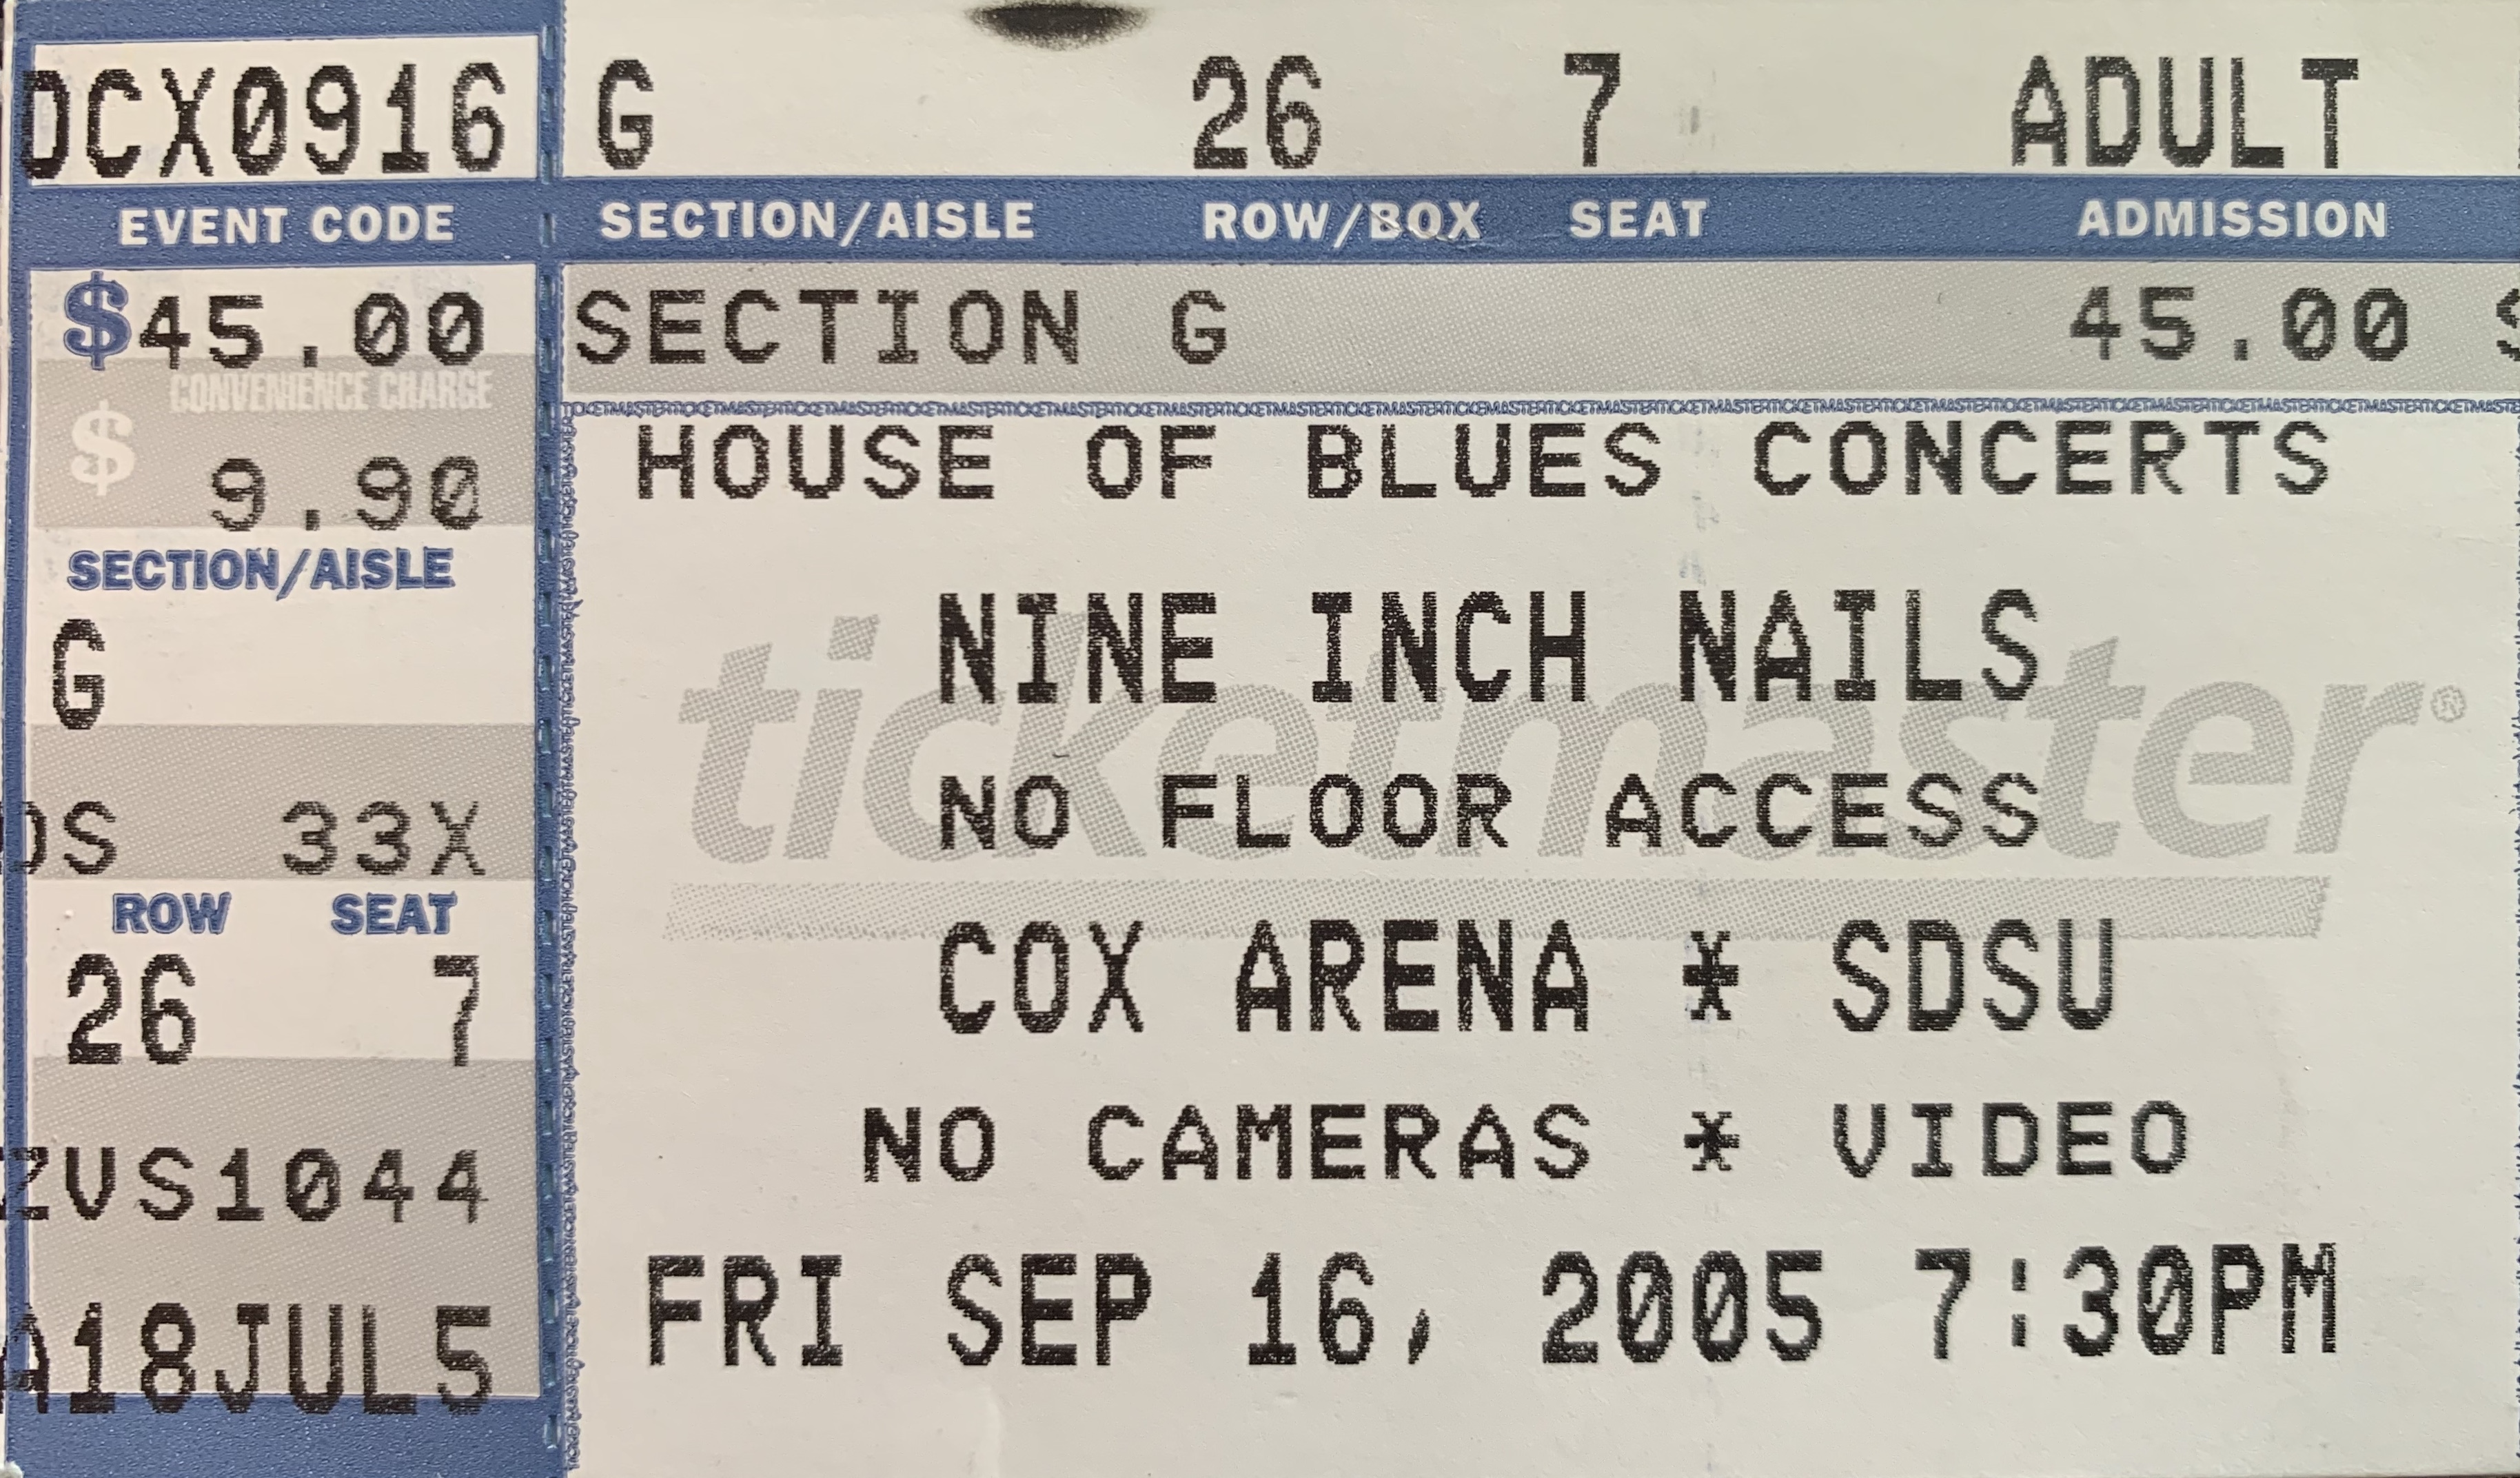 DCX0916
EVENT CODE
$45.00
CONVENIENCE CHARGE
$ 9.90
SECTION/AISLE
G
33X
ROW SEAT
26 7
ZVS1044
A18JUL5
G 26 7 ADULT
SECTION/AISLE ROW/BOX SEAT ADMISSION
SECTION G 45.00
HOUSE OF BLUES CONCERTS
NINE INCH NAILS
ticketmaster®
NO FLOOR ACCESS
COX ARENA * SDSU
NO CAMERAS * VIDEO
FRI SEP 16, 2005 7:30PM